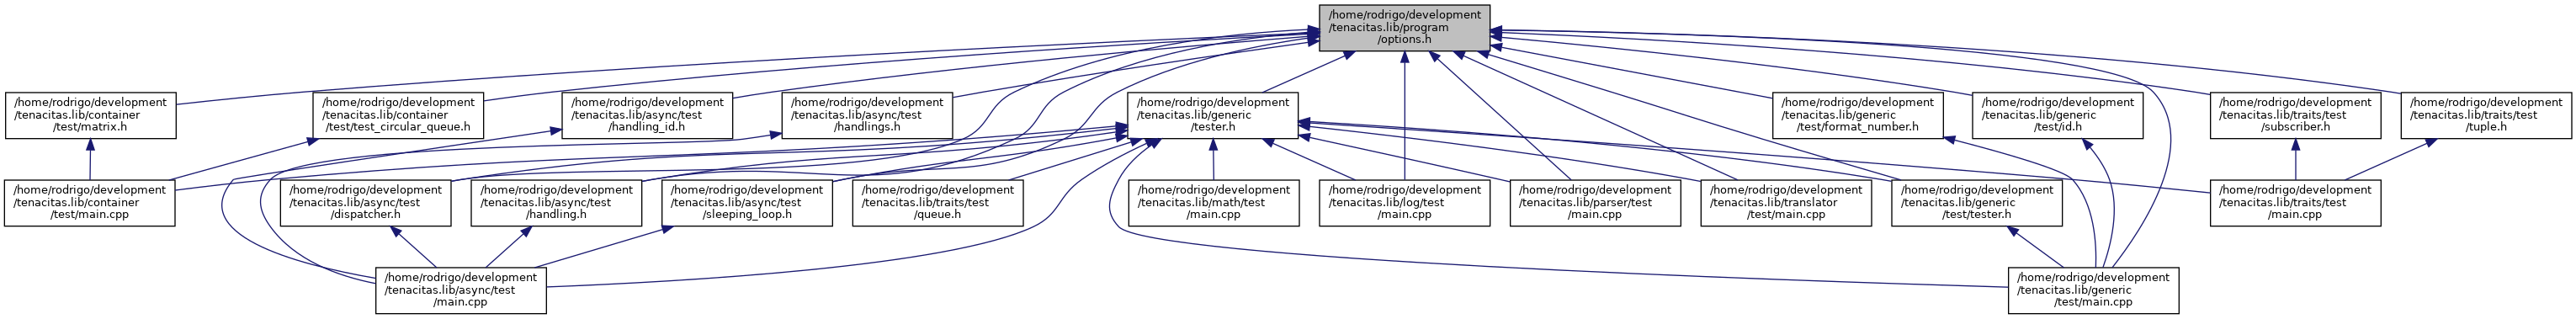 /home/rodrigo/development
tenacitas.lib/program
/options.h
/home/rodrigo/development
tenacitas.lib/container
test/matrix.h
/home/rodrigo/development
tenacitas.lib/container
test/test_circular_queue.h
/home/rodrigo/development
/tenacitas.lib/async/test
/handling_id.h
/home/rodrigo/development
/tenacitas.lib/async/test
/handlings.h
/home/rodrigo/development
/tenacitas.lib/generic
/tester.h
/home/rodrigo/development
/tenacitas.lib/generic
/test/format_number.h
/home/rodrigo/development
/tenacitas.lib/generic
/test/id.h
/home/rodrigo/development
/tenacitas.lib/traits/test
/subscriber.h
/home/rodrigo/development
/tenacitas.lib/traits/test
/tuple.h
/home/rodrigo/development
/tenacitas.lib/container
/test/main.cpp
/home/rodrigo/development
/tenacitas.lib/async/test
/dispatcher.h
/home/rodrigo/development
/tenacitas.lib/async/test
/handling.h
/home/rodrigo/development
/tenacitas.lib/async/test
/sleeping_loop.h
/home/rodrigo/development
/tenacitas.lib/traits/test
/queue.h
/home/rodrigo/development
/tenacitas.lib/math/test
/main.cpp
/home/rodrigo/development
/tenacitas.lib/log/test
/main.cpp
/home/rodrigo/development
/tenacitas.lib/parser/test
/main.cpp
/home/rodrigo/development
/tenacitas.lib/translator
/test/main.cpp
/home/rodrigo/development
/tenacitas.lib/generic
/test/tester.h
/home/rodrigo/development
/tenacitas.lib/traits/test
/main.cpp
/home/rodrigo/development
/tenacitas.lib/async/test
/main.cpp
/home/rodrigo/development
/tenacitas.lib/generic
/test/main.cpp